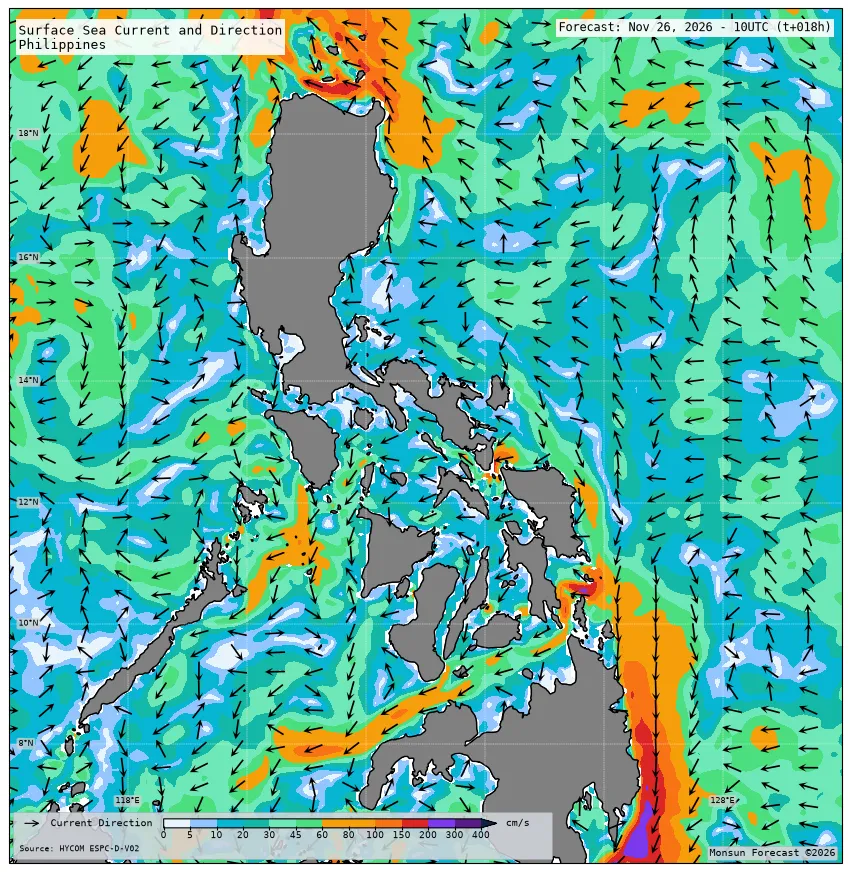 Surface Sea Current and Direction
Philippines
Forecast: Nov 26, 2026 - 10UTC (t+018h)
18°N
16°N
14°N
12°N
10°N
8°N
118°E
128°E
Current Direction
cm/s
0 5 10 20 30 45 60 80 100 150 200 300 400
Source: HYCOM ESPC-D-V02
Monsun Forecast ©2026